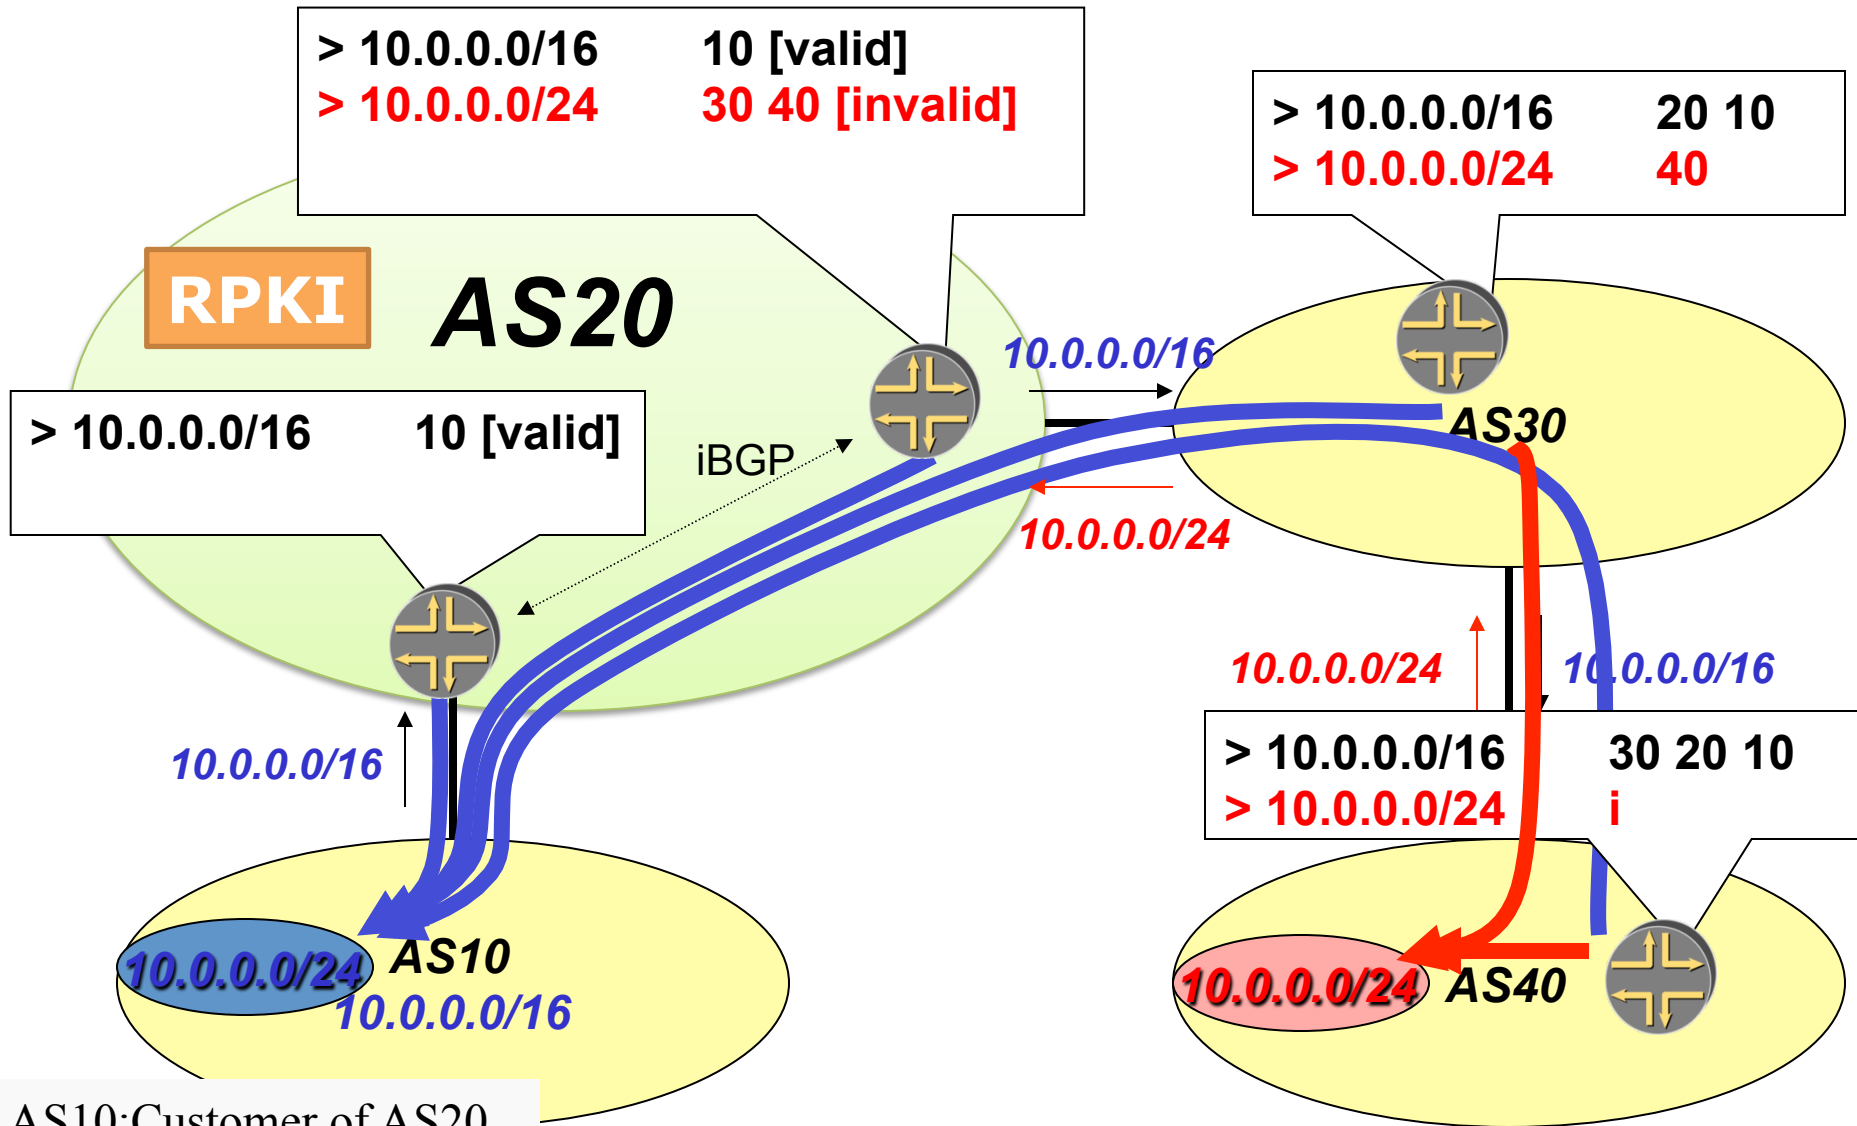 > 10.0.0.0/16 10 [valid]
> 10.0.0.0/24 30 40 [invalid]
> 10.0.0.0/16 20 10
> 10.0.0.0/24 40
RPKI
AS20
10.0.0.0/16
> 10.0.0.0/16 10 [valid]
iBGP
AS30
10.0.0.0/24
10.0.0.0/24
10.0.0.0/16
10.0.0.0/16
> 10.0.0.0/16 30 20 10
> 10.0.0.0/24 i
10.0.0.0/24
AS10
10.0.0.0/16
10.0.0.0/24
AS40
AS10:Customer of AS20